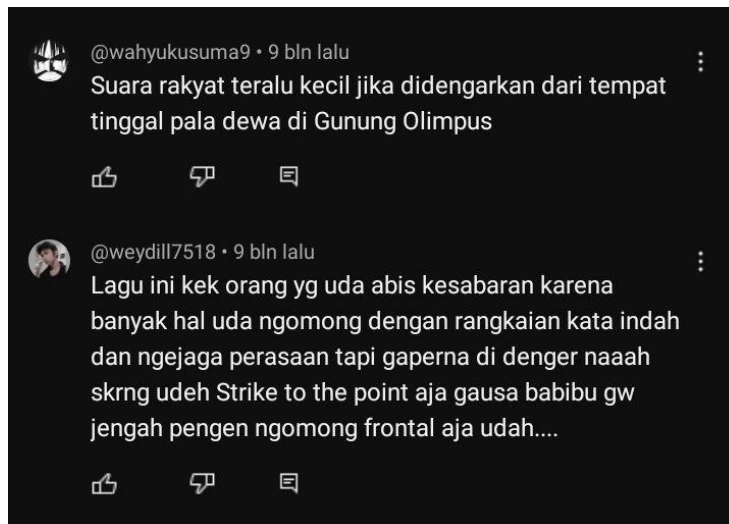 @wahyukusuma9 • 9 bln lalu
Suara rakyat teralu kecil jika didengarkan dari tempat
tinggal pala dewa di Gunung Olimpus
@weydill7518 • 9 bln lalu
Lagu ini kek orang yg uda abis kesabaran karena
banyak hal uda ngomong dengan rangkaian kata indah
dan ngejaga perasaan tapi gaperna di denger naaah
skrng udeh Strike to the point aja gausa babibu gw
jengah pengen ngomong frontal aja udah....